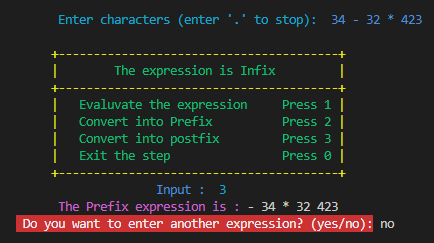 Enter characters (enter '.' to stop):  34 - 32 * 423
+----------------------------------------+
|        The expression is Infix         |
+----------------------------------------+
|   Evaluvate the expression     Press 1 |
|   Convert into Prefix          Press 2 |
|   Convert into postfix         Press 3 |
|   Exit the step                Press 0 |
+----------------------------------------+
Input :  3
The Prefix expression is : - 34 * 32 423
Do you want to enter another expression? (yes/no): no